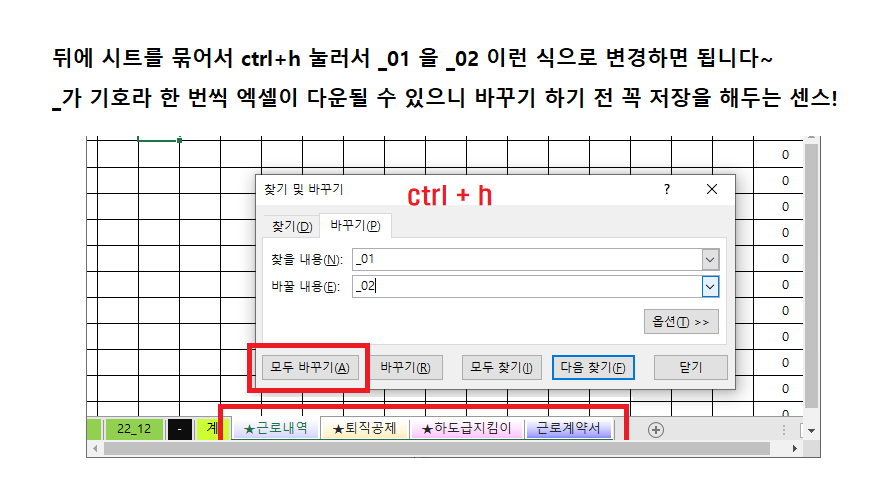 뒤에 시트를 묶어서 ctrl+h 눌러서 _01 을 _02 이런 식으로 변경하면 됩니다~
_가 기호라 한 번씩 엑셀이 다운될 수 있으니 바꾸기 하기 전 꼭 저장을 해두는 센스!
0
찾기 및 바꾸기 ctrl + h ? ×
0
찾기(D) 바꾸기(P)
0
0
찾을 내용(N): _01
0
바꿀 내용(E): _02
0
옵션(T) >>
0
0
모두 바꾸기(A) 바꾸기(R) 모두 찾기(I) 다음 찾기(F) 닫기
0
0
0
22_12 - 계 ★근로내역 ★퇴직공제 ★하도급지킴이 근로계약서